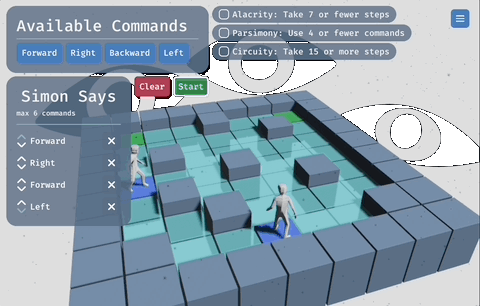 Available Commands
Forward Right Backward Left
Alacrity: Take 7 or fewer steps
Parsimony: Use 4 or fewer commands
Circuity: Take 15 or more steps
Clear Start
Simon Says
max 6 commands
Forward
Right
Forward
Left